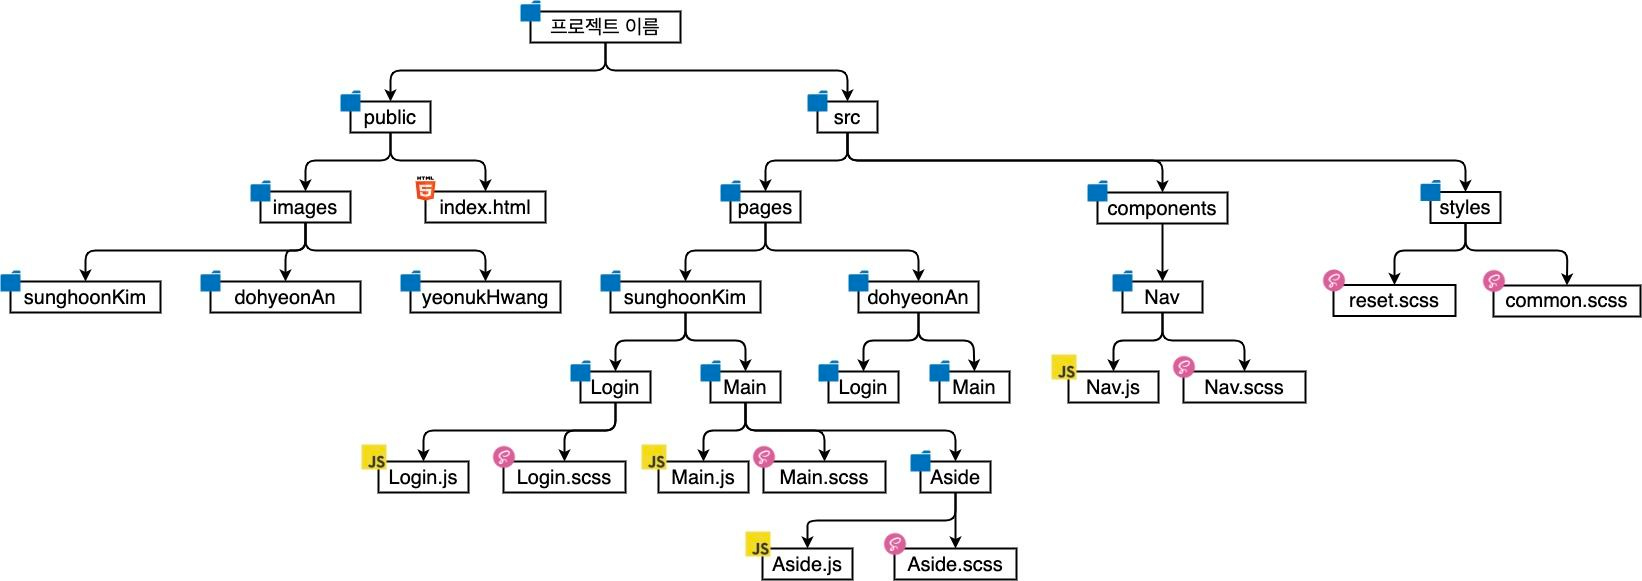 프로젝트 이름
public
src
images
HTML
5
index.html
pages
components
styles
sunghoonKim
dohyeonAn
yeonukHwang
sunghoonKim
dohyeonAn
Nav
reset.scss
common.scss
Login
Main
Login
Main
JS
Nav.js
Nav.scss
JS
Login.js
Login.scss
JS
Main.js
Main.scss
Aside
JS
Aside.js
Aside.scss